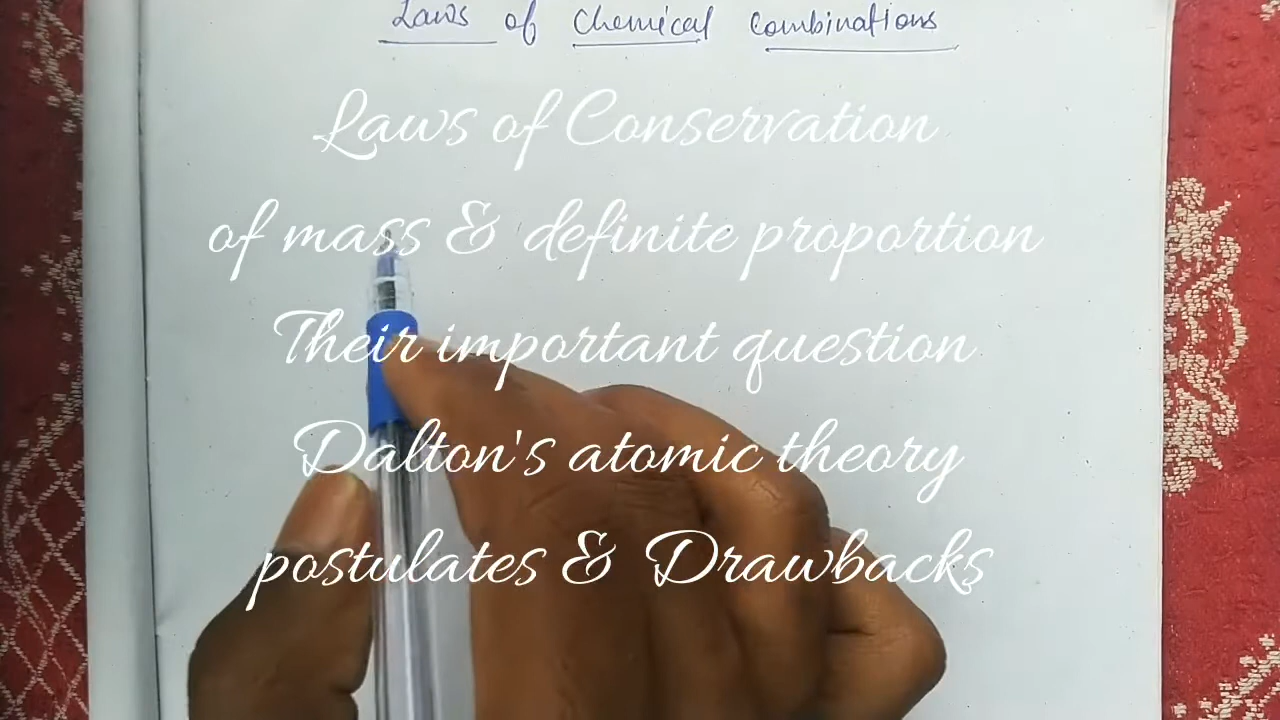 Laws of Chemical Combinations
Laws of Conservation
of mass & definite proportion
Their important question
Dalton's atomic theory
postulates & Drawbacks